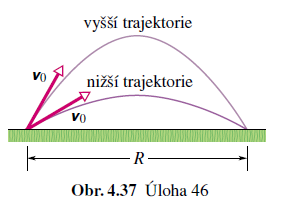 vyšší trajektorie
v0
nižší trajektorie
v0
R
Obr. 4.37 Úloha 46